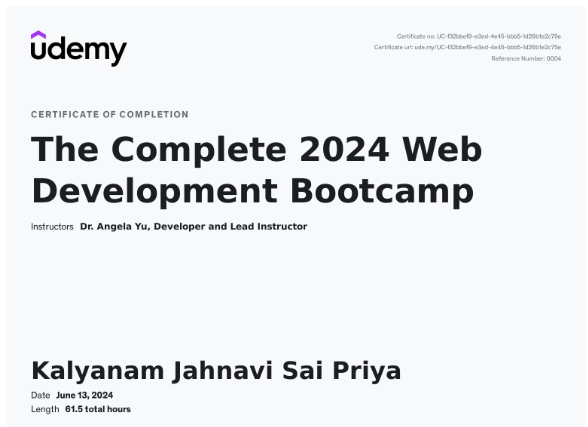 udemy
Certificate no: UC-f32bbef9-e3ed-4e45-bbb5-1d26b1e2c75e
Certificate url: ude.my/UC-f32bbef9-e3ed-4e45-bbb5-1d26b1e2c75e
Reference Number: 0004
CERTIFICATE OF COMPLETION
The Complete 2024 Web
Development Bootcamp
Instructors Dr. Angela Yu, Developer and Lead Instructor
Kalyanam Jahnavi Sai Priya
Date June 13, 2024
Length 61.5 total hours